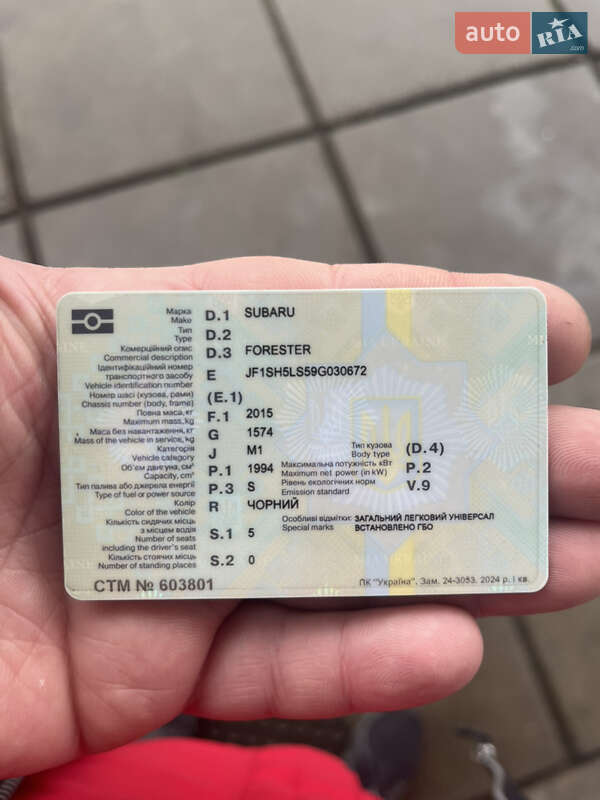 auto RIA.com
Марка
Make
D.1 SUBARU
Тип
Type
D.2
Комерційний опис
Commercial description
D.3 FORESTER
Ідентифікаційний номер
транспортного засобу
Vehicle identification number
E JF1SH5LS59G030672
Номер шасі (кузова, рами)
Chassis number (body, frame)
(E.1)
Повна маса, кг
Maximum mass, kg
F.1 2015
Маса без навантаження, кг
Mass of the vehicle in service, kg
G 1574
Категорія
Vehicle category
J M1
Тип кузова
Body type
(D.4)
Об'єм двигуна, см³
Capacity, cm³
P.1 1994
Максимальна потужність кВт
Maximum net power (in kW)
P.2
Тип палива або джерела енергії
Type of fuel or power source
P.3 S
Рівень екологічних норм
Emission standard
V.9
Колір
Color of the vehicle
R ЧОРНИЙ
Кількість сидячих місць
з місцем водія
Number of seats
including the driver's seat
S.1 5
Особливі відмітки: ЗАГАЛЬНИЙ ЛЕГКОВИЙ УНІВЕРСАЛ
Special marks ВСТАНОВЛЕНО ГБО
Кількість стоячих місць
Number of standing places
S.2 0
СТМ № 603801
ПК "Україна", Зам. 24-3053, 2024 р. І кв.